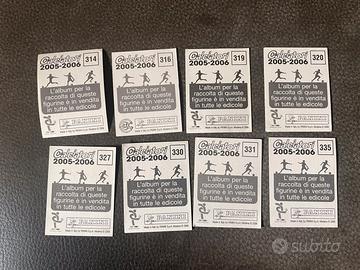 Calciatori
2005-2006
314
L'album per la
raccolta di queste
figurine è in vendita
in tutte le edicole
PANINI
Calciatori
2005-2006
316
L'album per la
raccolta di queste
figurine è in vendita
in tutte le edicole
PANINI
Calciatori
2005-2006
319
L'album per la
raccolta di queste
figurine è in vendita
in tutte le edicole
PANINI
Calciatori
2005-2006
320
L'album per la
raccolta di queste
figurine è in vendita
in tutte le edicole
PANINI
Calciatori
2005-2006
327
L'album per la
raccolta di queste
figurine è in vendita
in tutte le edicole
PANINI
Calciatori
2005-2006
330
L'album per la
raccolta di queste
figurine è in vendita
in tutte le edicole
PANINI
Calciatori
2005-2006
331
L'album per la
raccolta di queste
figurine è in vendita
in tutte le edicole
PANINI
Calciatori
2005-2006
335
L'album per la
raccolta di queste
figurine è in vendita
in tutte le edicole
PANINI
subito